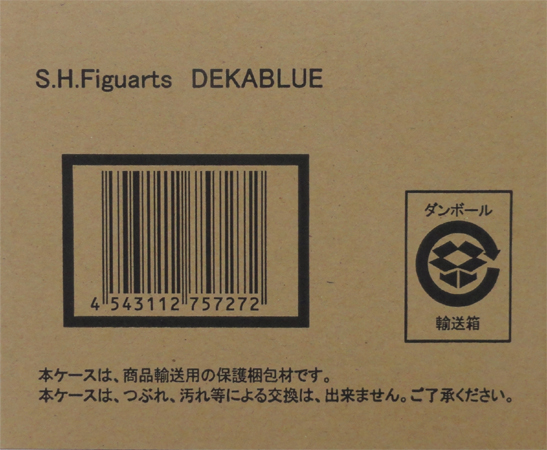 S.H.Figuarts DEKABLUE
4 543112 757272
ダンボール
輸送箱
本ケースは、商品輸送用の保護梱包材です。
本ケースは、つぶれ、汚れ等による交換は、出来ません。ご了承ください。